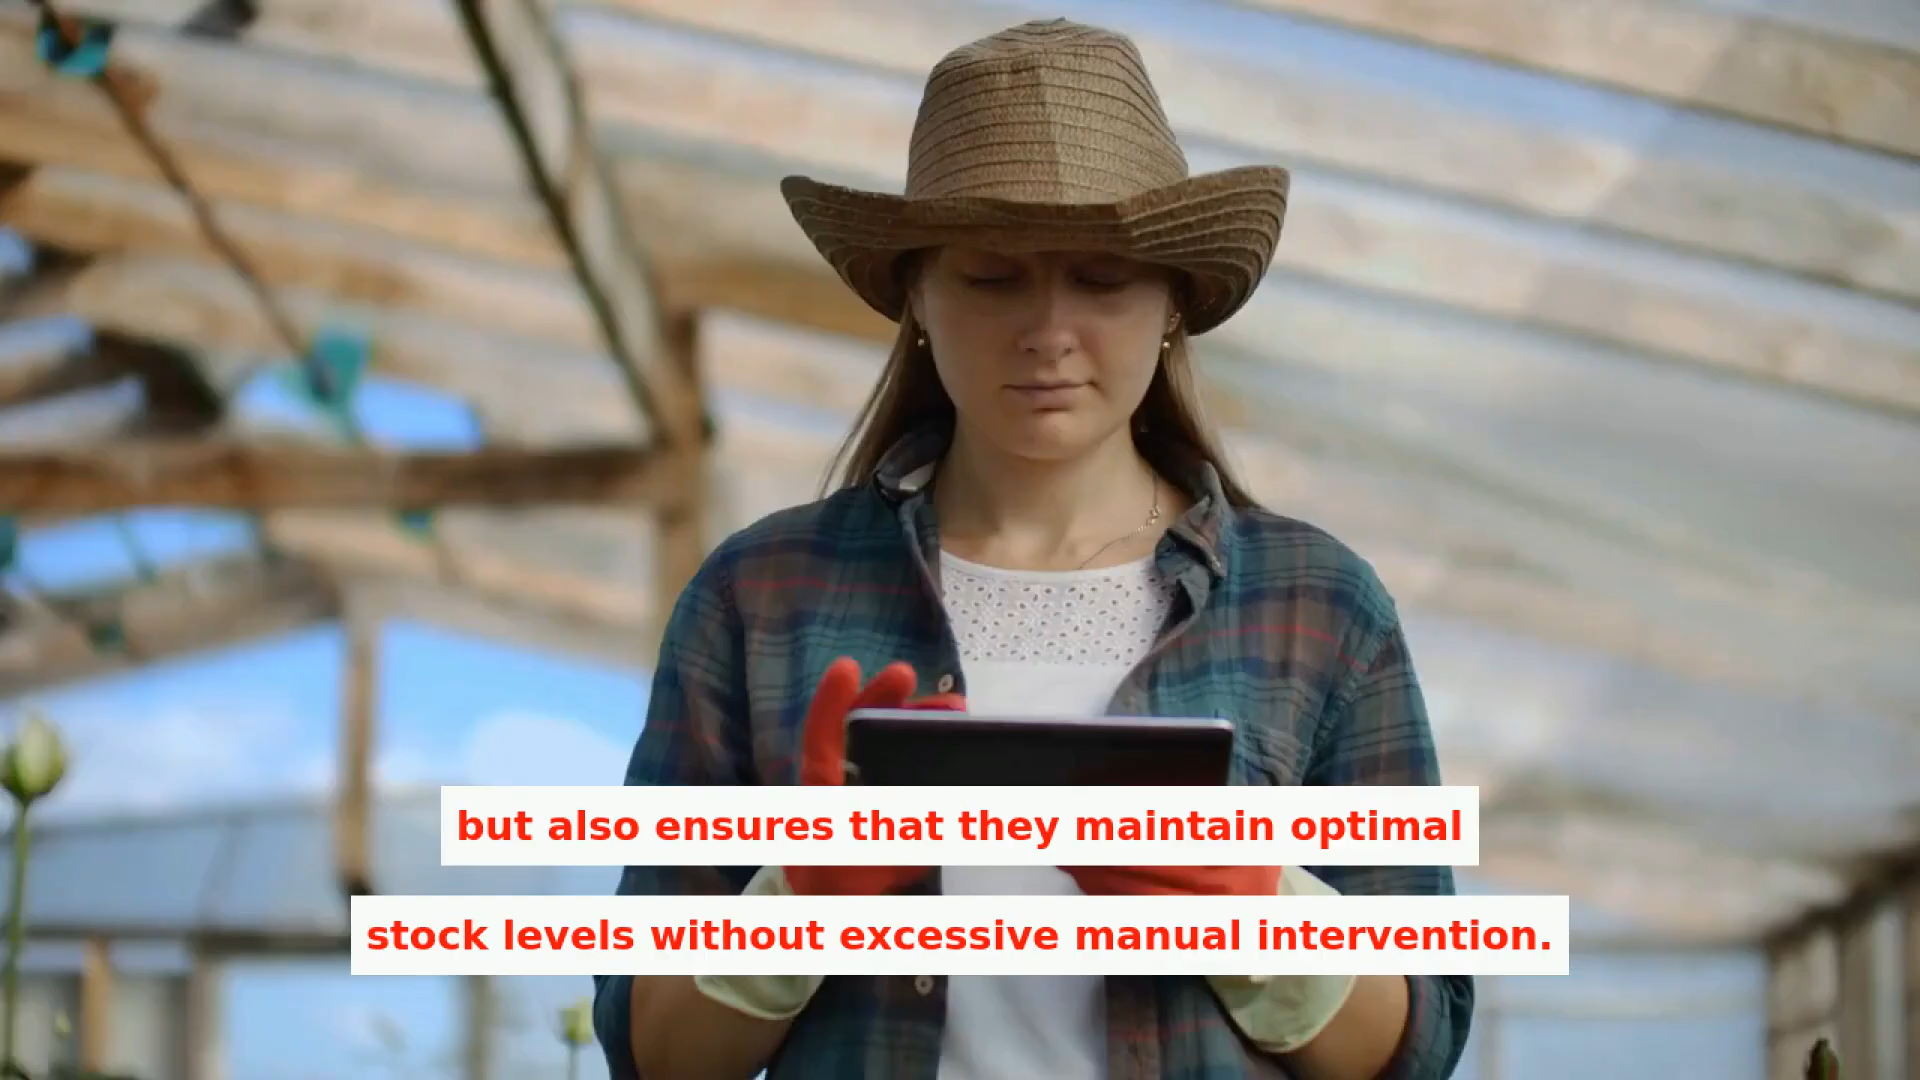 but also ensures that they maintain optimal
stock levels without excessive manual intervention.